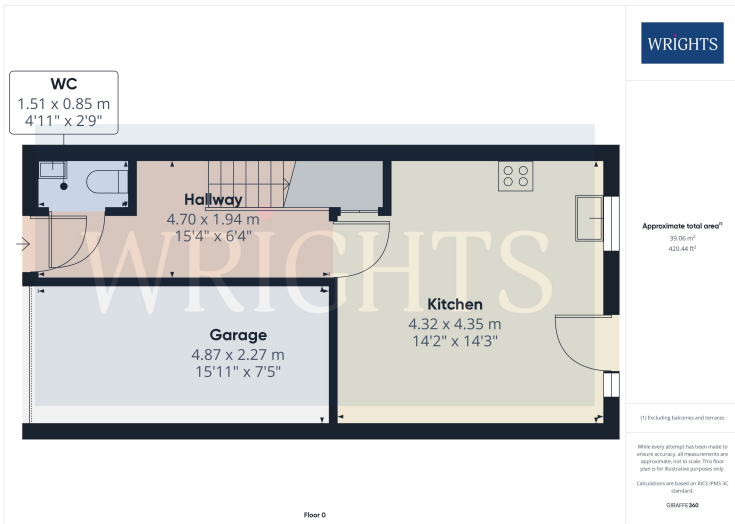 WRIGHTS
WC
1.51 x 0.85 m
4'11" x 2'9"
Hallway
4.70 x 1.94 m
15'4" x 6'4"
WRIGHTS
Kitchen
4.32 x 4.35 m
14'2" x 14'3"
Garage
4.87 x 2.27 m
15'11" x 7'5"
Floor 0
Approximate total area⁽¹⁾
39.06 m²
420.44 ft²
(1) Excluding balconies and terraces
While every attempt has been made to
ensure accuracy, all measurements are
approximate, not to scale. This floor
plan is for illustrative purposes only.
Calculations are based on RICS IPMS 3C
standard.
GIRAFFE360